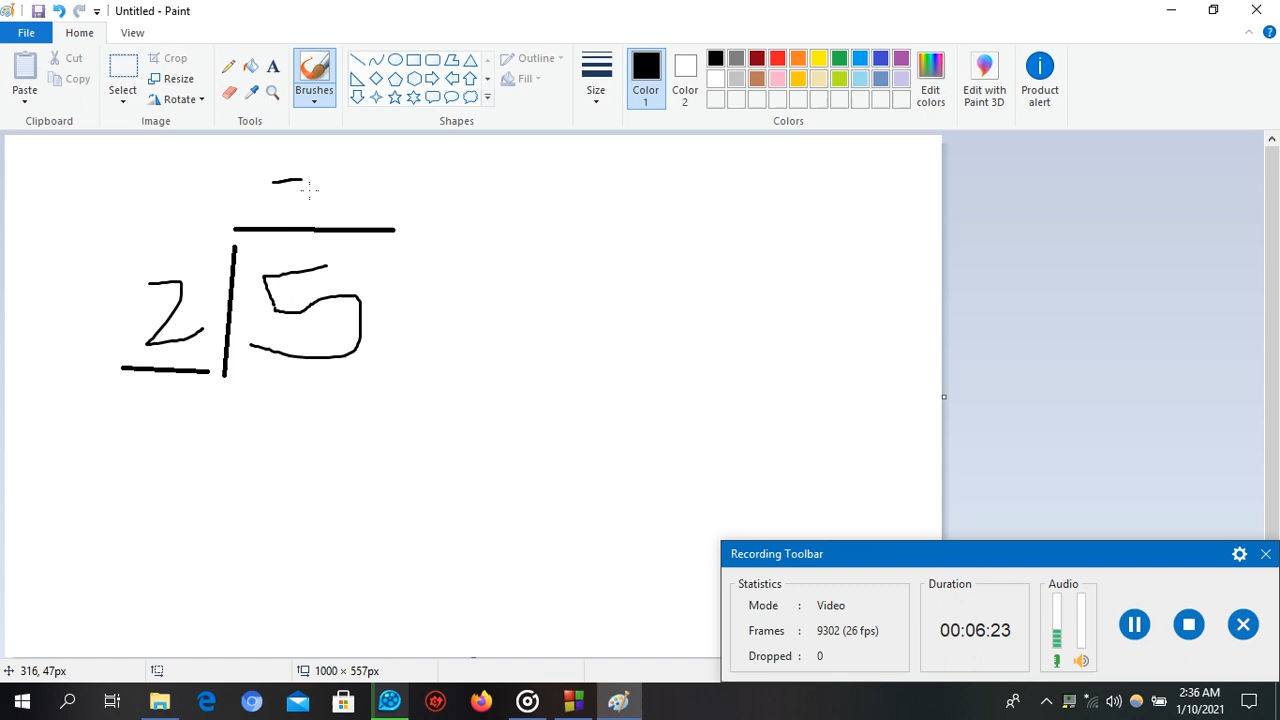 Untitled - Paint
File
Home
View
Paste
Cut
Copy
Clipboard
Select
Crop
Resize
Rotate
Image
A
Tools
Brushes
Outline
Fill
Shapes
Size
Color 1
Color 2
Edit colors
Colors
Edit with Paint 3D
Product alert
2 5
Recording Toolbar
Statistics
Mode : Video
Frames : 9302 (26 fps)
Dropped : 0
Duration
00:06:23
Audio
316, 47px
1000 × 557px
2:36 AM
1/10/2021